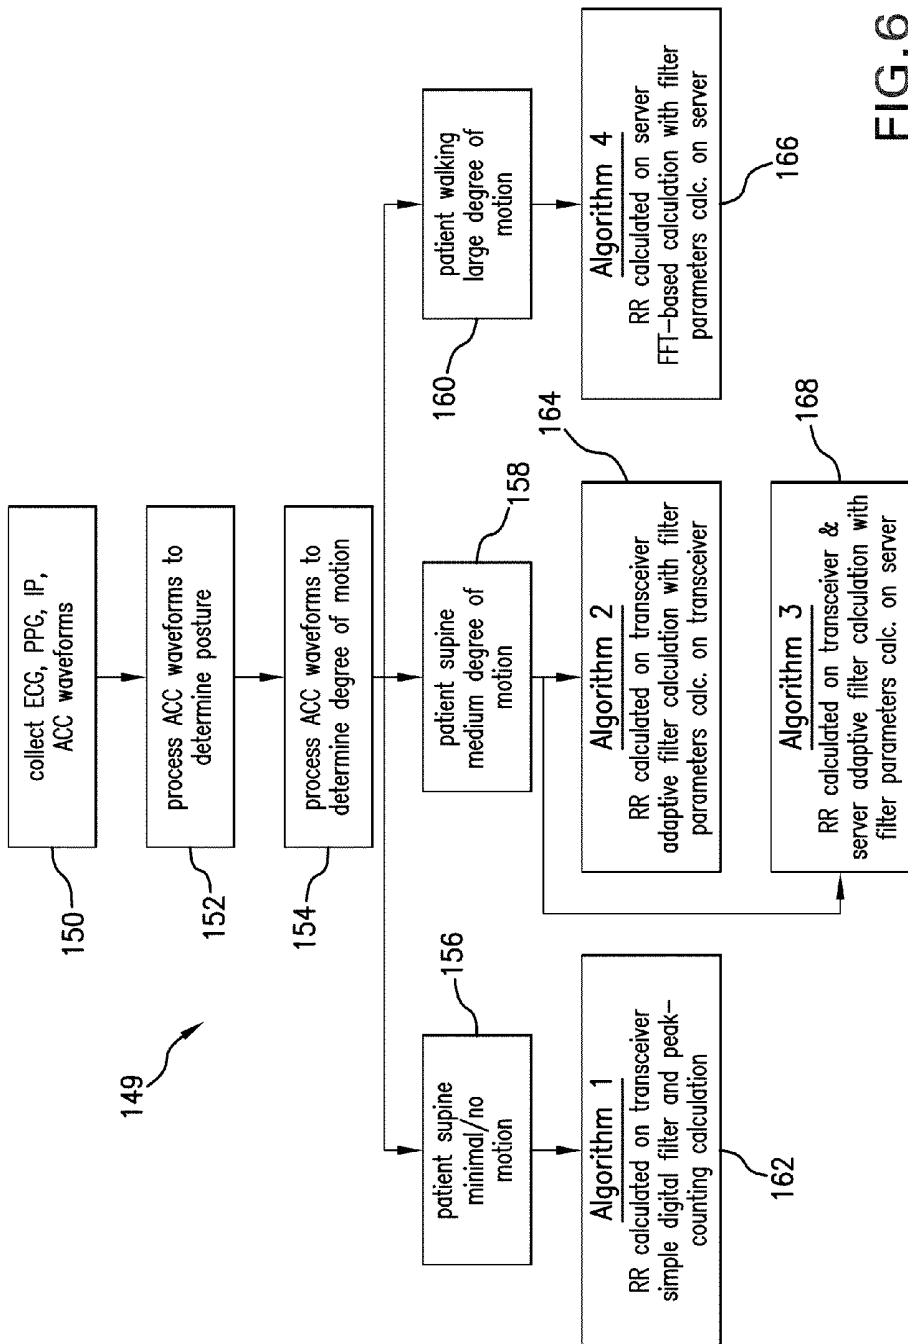 149
collect ECG, PPG, IP,
ACC waveforms
150
process ACC waveforms to
determine posture
152
process ACC waveforms to
determine degree of motion
154
patient supine
minimal/no
motion
156
patient supine
medium degree of
motion
158
patient walking
large degree of
motion
160
Algorithm 1
RR calculated on transceiver
simple digital filter and peak-
counting calculation
162
Algorithm 2
RR calculated on transceiver
adaptive filter calculation with filter
parameters calc. on transceiver
164
Algorithm 4
RR calculated on server
FFT-based calculation with filter
parameters calc. on server
166
Algorithm 3
RR calculated on transceiver &
server adaptive filter calculation with
filter parameters calc. on server
168
FIG.6